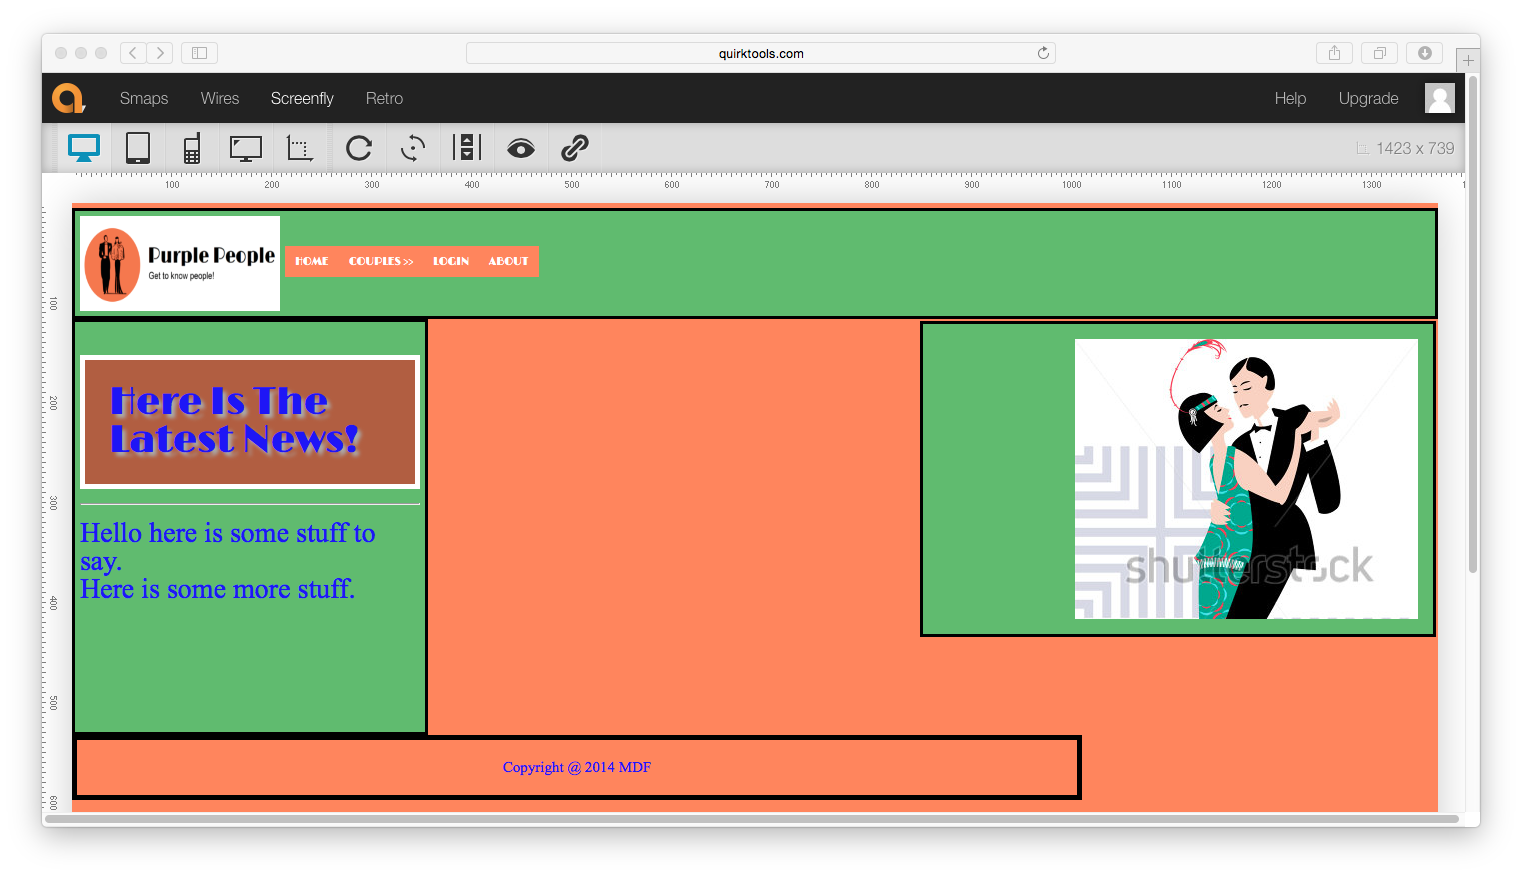 quirktools.com
Smaps Wires Screenfly Retro Help Upgrade
1423 x 739
100 200 300 400 500 600 700 800 900 1000 1100 1200 1300
100
200
300
400
500
600
Purple People
Get to know people!
HOME COUPLES >> LOGIN ABOUT
Here Is The
Latest News!
Hello here is some stuff to
say.
Here is some more stuff.
shutterstock
Copyright @ 2014 MDF